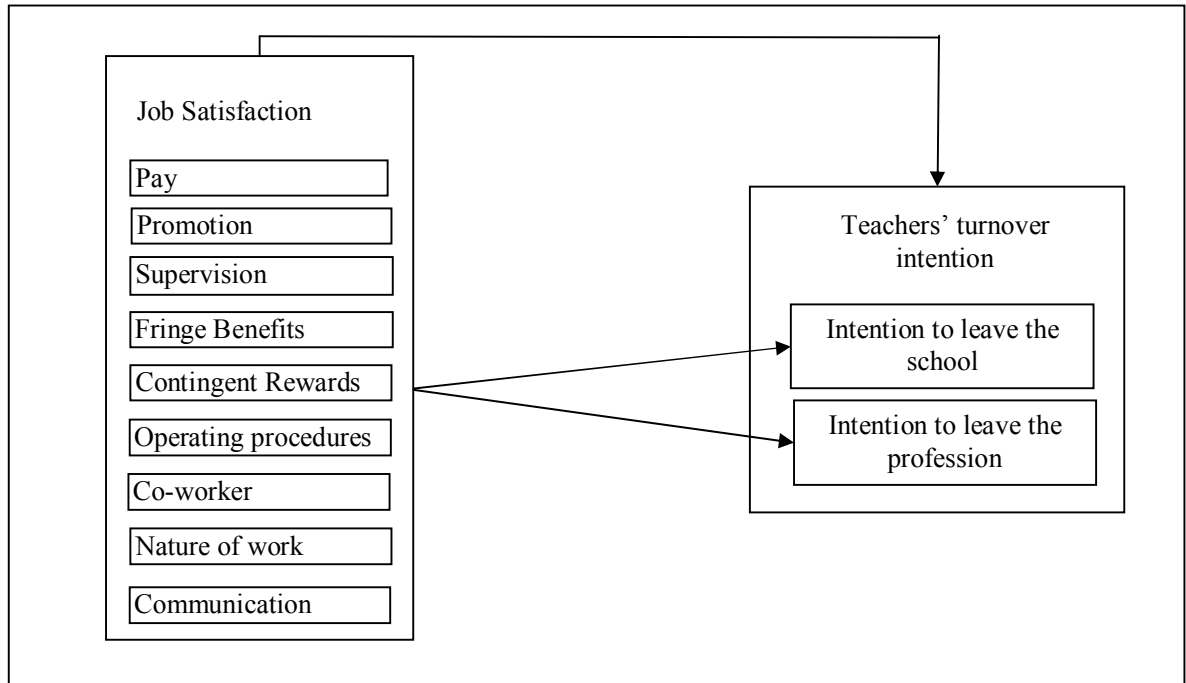 Job Satisfaction
Pay
Promotion
Supervision
Fringe Benefits
Contingent Rewards
Operating procedures
Co-worker
Nature of work
Communication
Teachers’ turnover
intention
Intention to leave the
school
Intention to leave the
profession